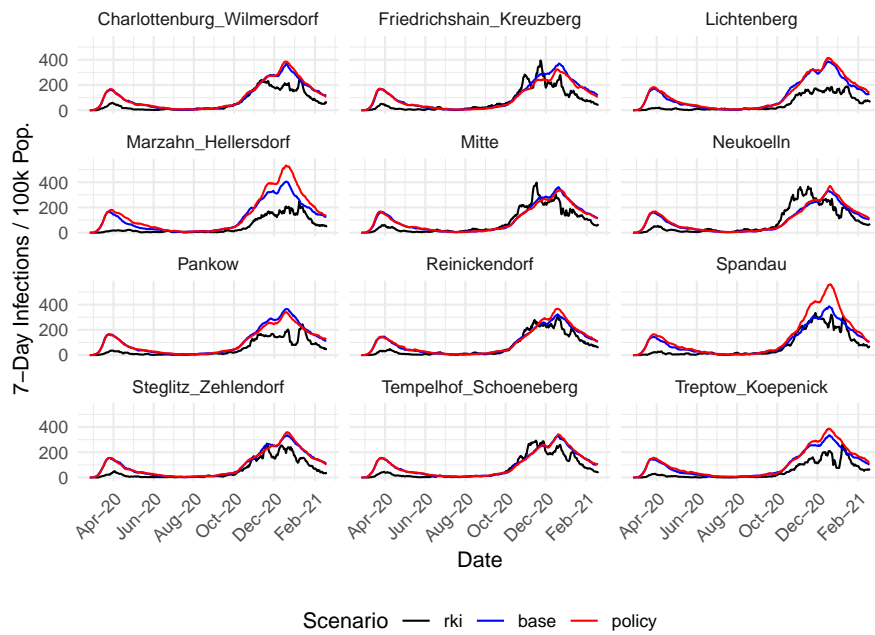 Charlottenburg_Wilmersdorf Friedrichshain_Kreuzberg Lichtenberg
400
200
0
Marzahn_Hellersdorf Mitte Neukoelln
400
200
0
Pankow Reinickendorf Spandau
400
200
0
Steglitz_Zehlendorf Tempelhof_Schoeneberg Treptow_Koepenick
400
200
0
7−Day Infections / 100k Pop.
Apr−20 Jun−20 Aug−20 Oct−20 Dec−20 Feb−21 Apr−20 Jun−20 Aug−20 Oct−20 Dec−20 Feb−21 Apr−20 Jun−20 Aug−20 Oct−20 Dec−20 Feb−21
Date
Scenario rki base policy